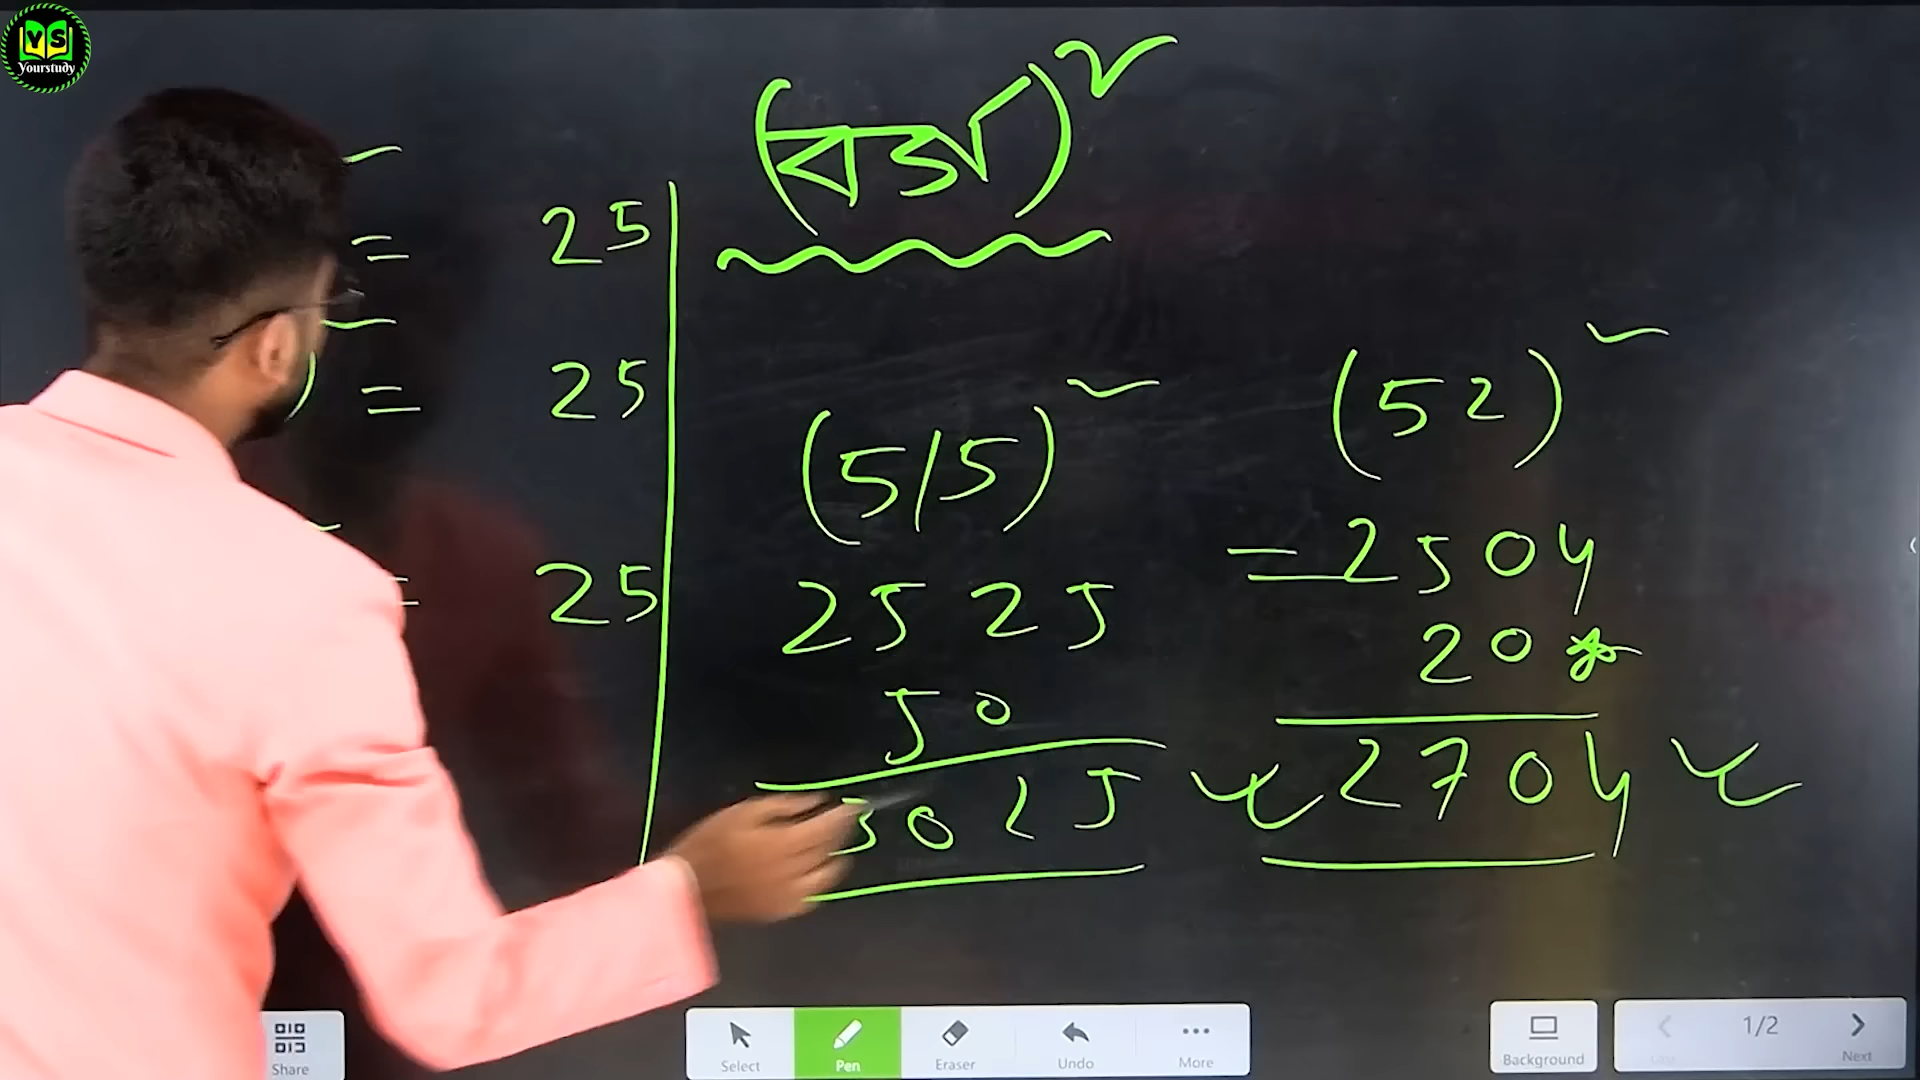 YS
Yourstudy
(বর্গ)²
= 25
) = 25
= 25
(5/5)²
2525
50
3025
(52)²
= 2504
20*
2704
Share
Select
Pen
Eraser
Undo
More
Background
1/2
Next